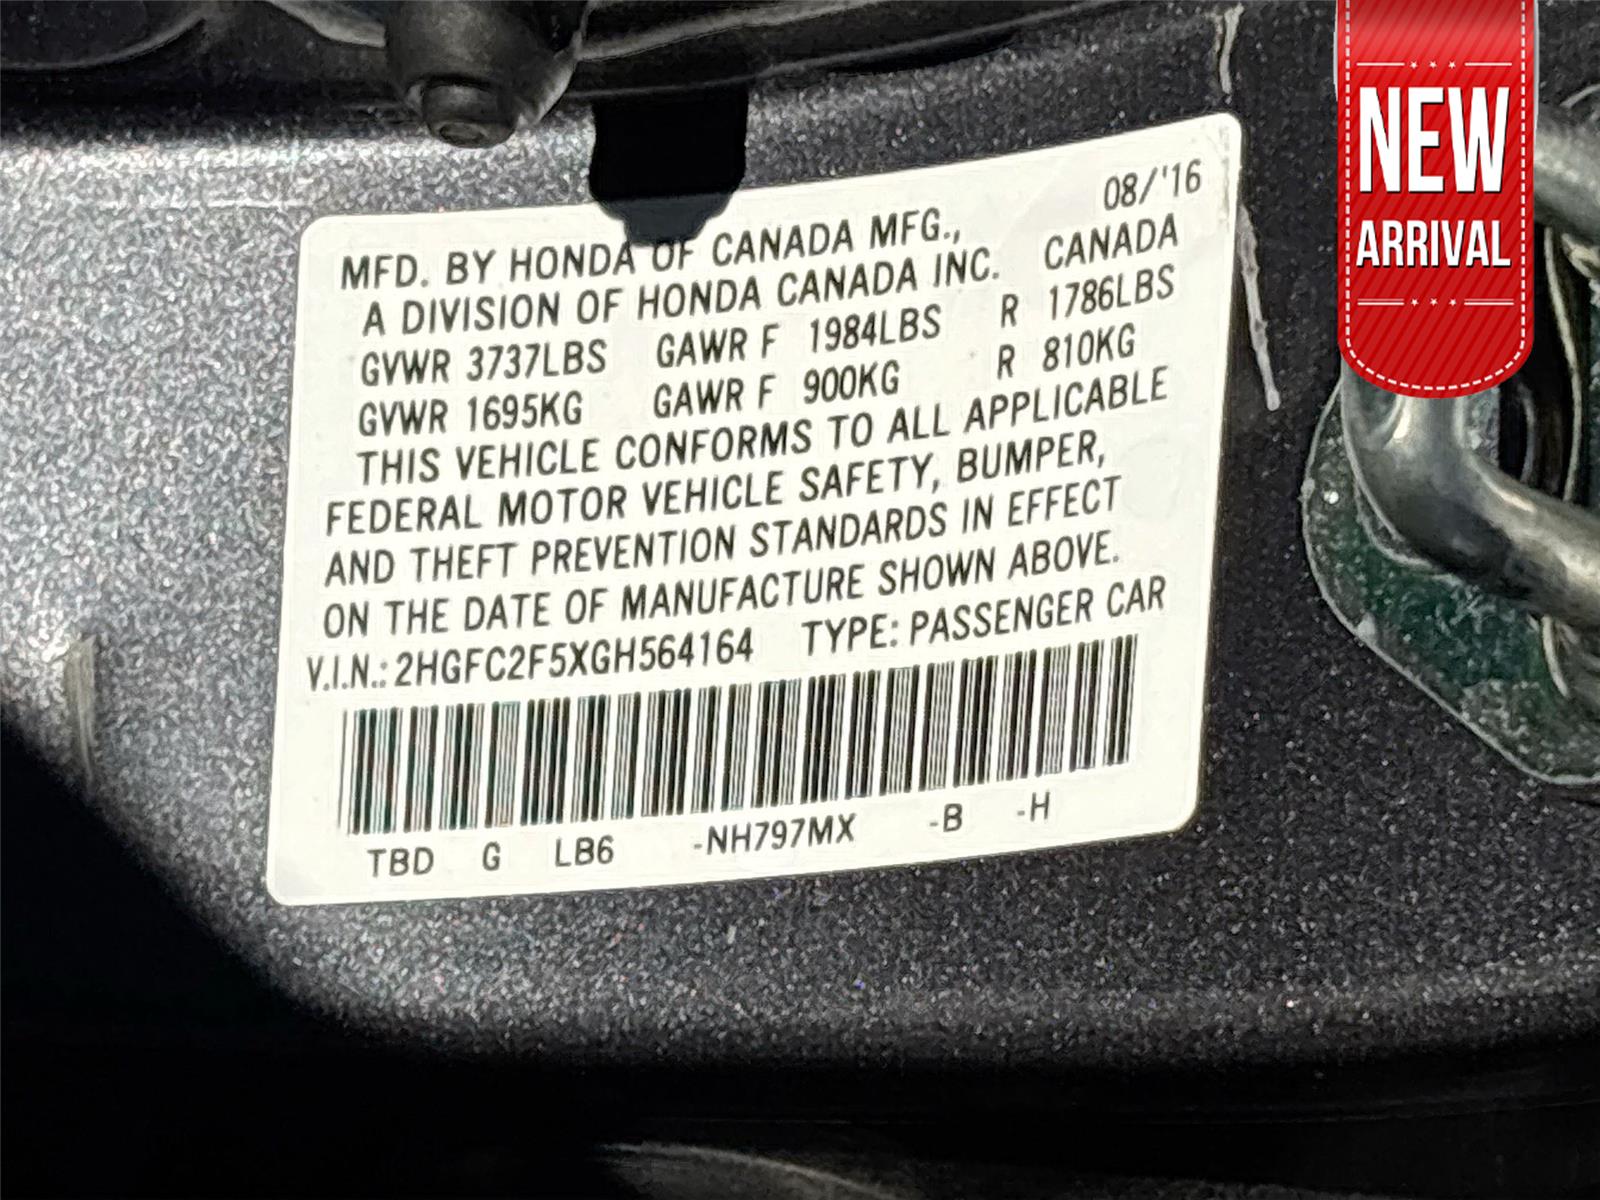 08/'16
MFD. BY HONDA OF CANADA MFG.,
A DIVISION OF HONDA CANADA INC. CANADA
GVWR 3737LBS GAWR F 1984LBS R 1786LBS
GVWR 1695KG GAWR F 900KG R 810KG
THIS VEHICLE CONFORMS TO ALL APPLICABLE
FEDERAL MOTOR VEHICLE SAFETY, BUMPER,
AND THEFT PREVENTION STANDARDS IN EFFECT
ON THE DATE OF MANUFACTURE SHOWN ABOVE.
V.I.N.: 2HGFC2F5XGH564164 TYPE: PASSENGER CAR
TBD G LB6 -NH797MX -B -H
NEW
ARRIVAL